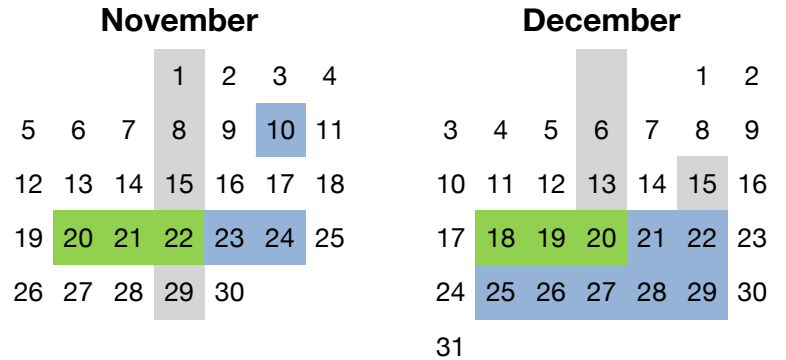 November
1 2 3 4
5 6 7 8 9 10 11
12 13 14 15 16 17 18
19 20 21 22 23 24 25
26 27 28 29 30
December
1 2
3 4 5 6 7 8 9
10 11 12 13 14 15 16
17 18 19 20 21 22 23
24 25 26 27 28 29 30
31